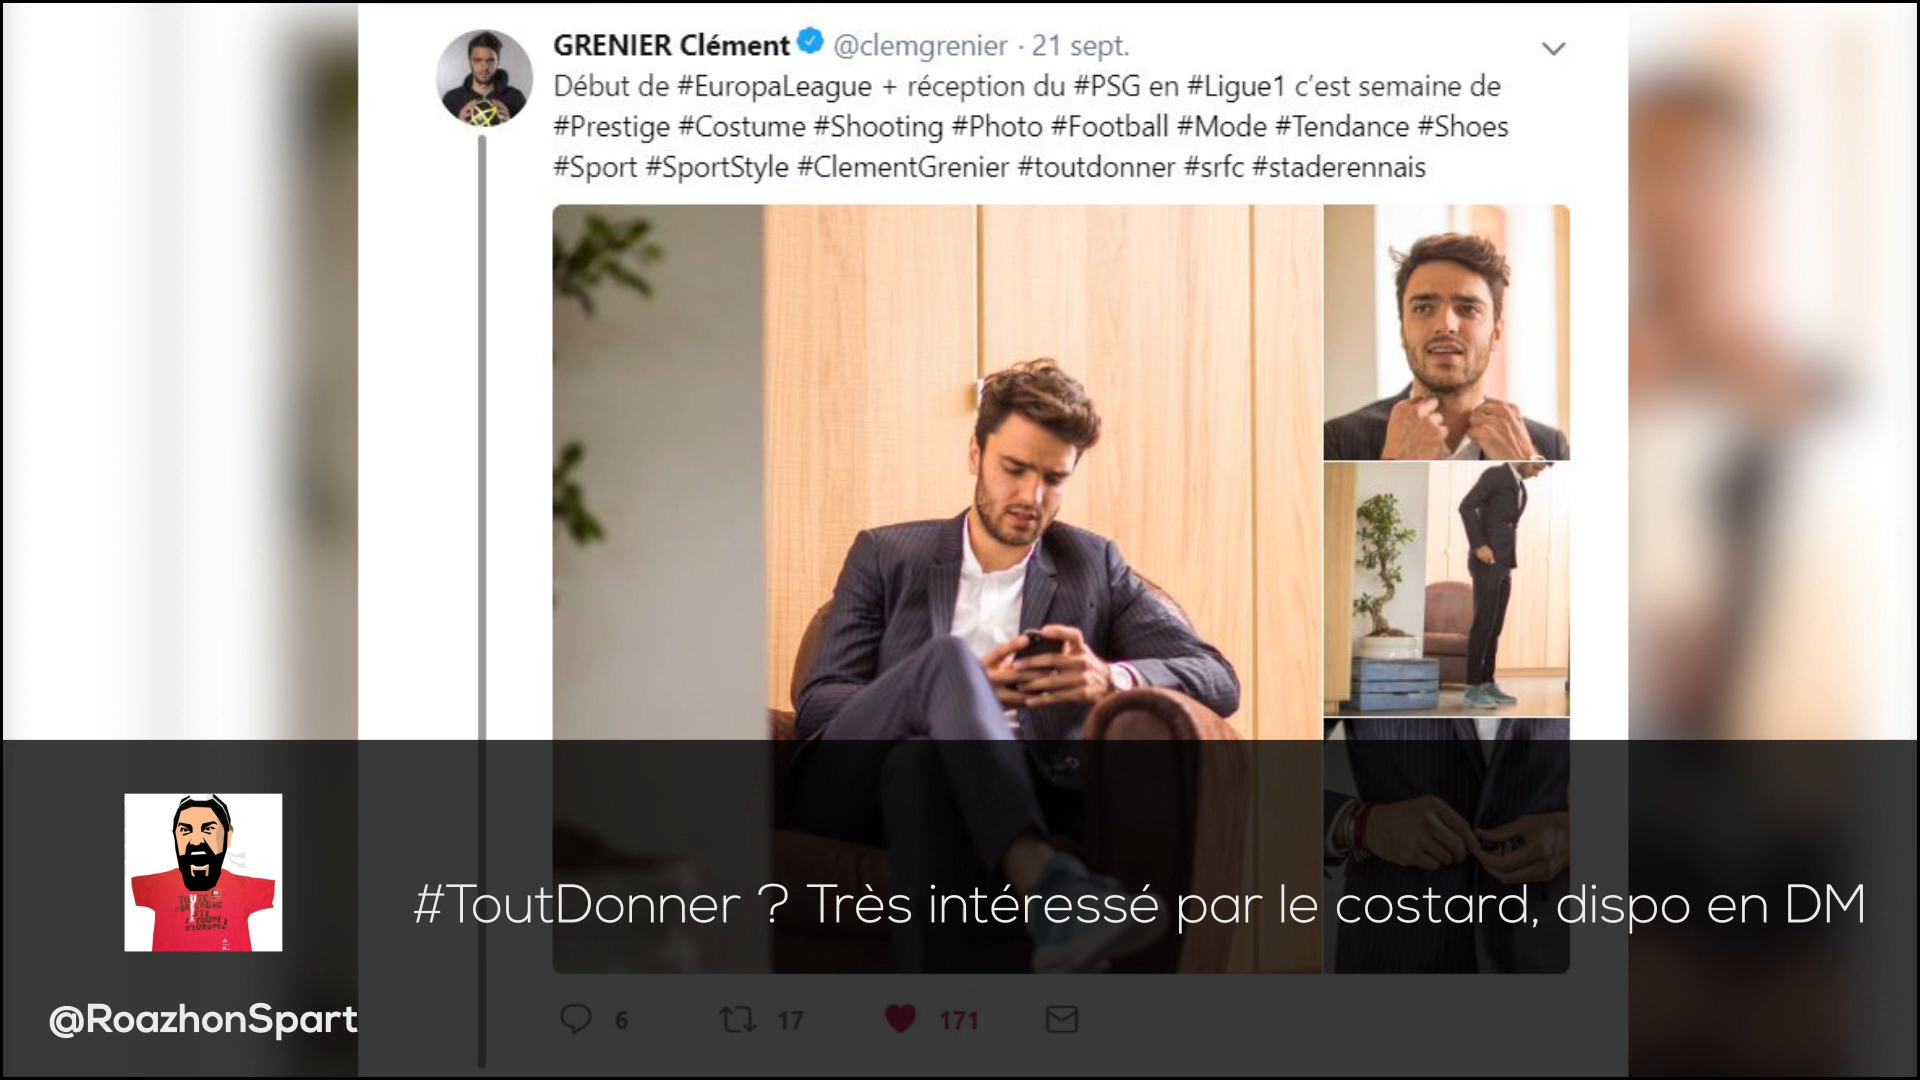 GRENIER Clément @clemgrenier · 21 sept.
Début de #EuropaLeague + réception du #PSG en #Ligue1 c’est semaine de
#Prestige #Costume #Shooting #Photo #Football #Mode #Tendance #Shoes
#Sport #SportStyle #ClementGrenier #toutdonner #srfc #staderennais
#ToutDonner ? Très intéressé par le costard, dispo en DM
@RoazhonSpart
6 17 171